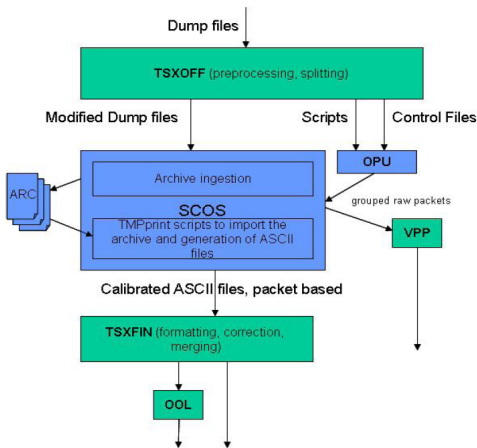 Dump files
TSXOFF (preprocessing, splitting)
Modified Dump files
Scripts
Control Files
OPU
ARC
Archive ingestion
SCOS
grouped raw packets
TMPprint scripts to import the
archive and generation of ASCII
files
VPP
Calibrated ASCII files, packet based
TSXFIN (formatting, correction,
merging)
OOL